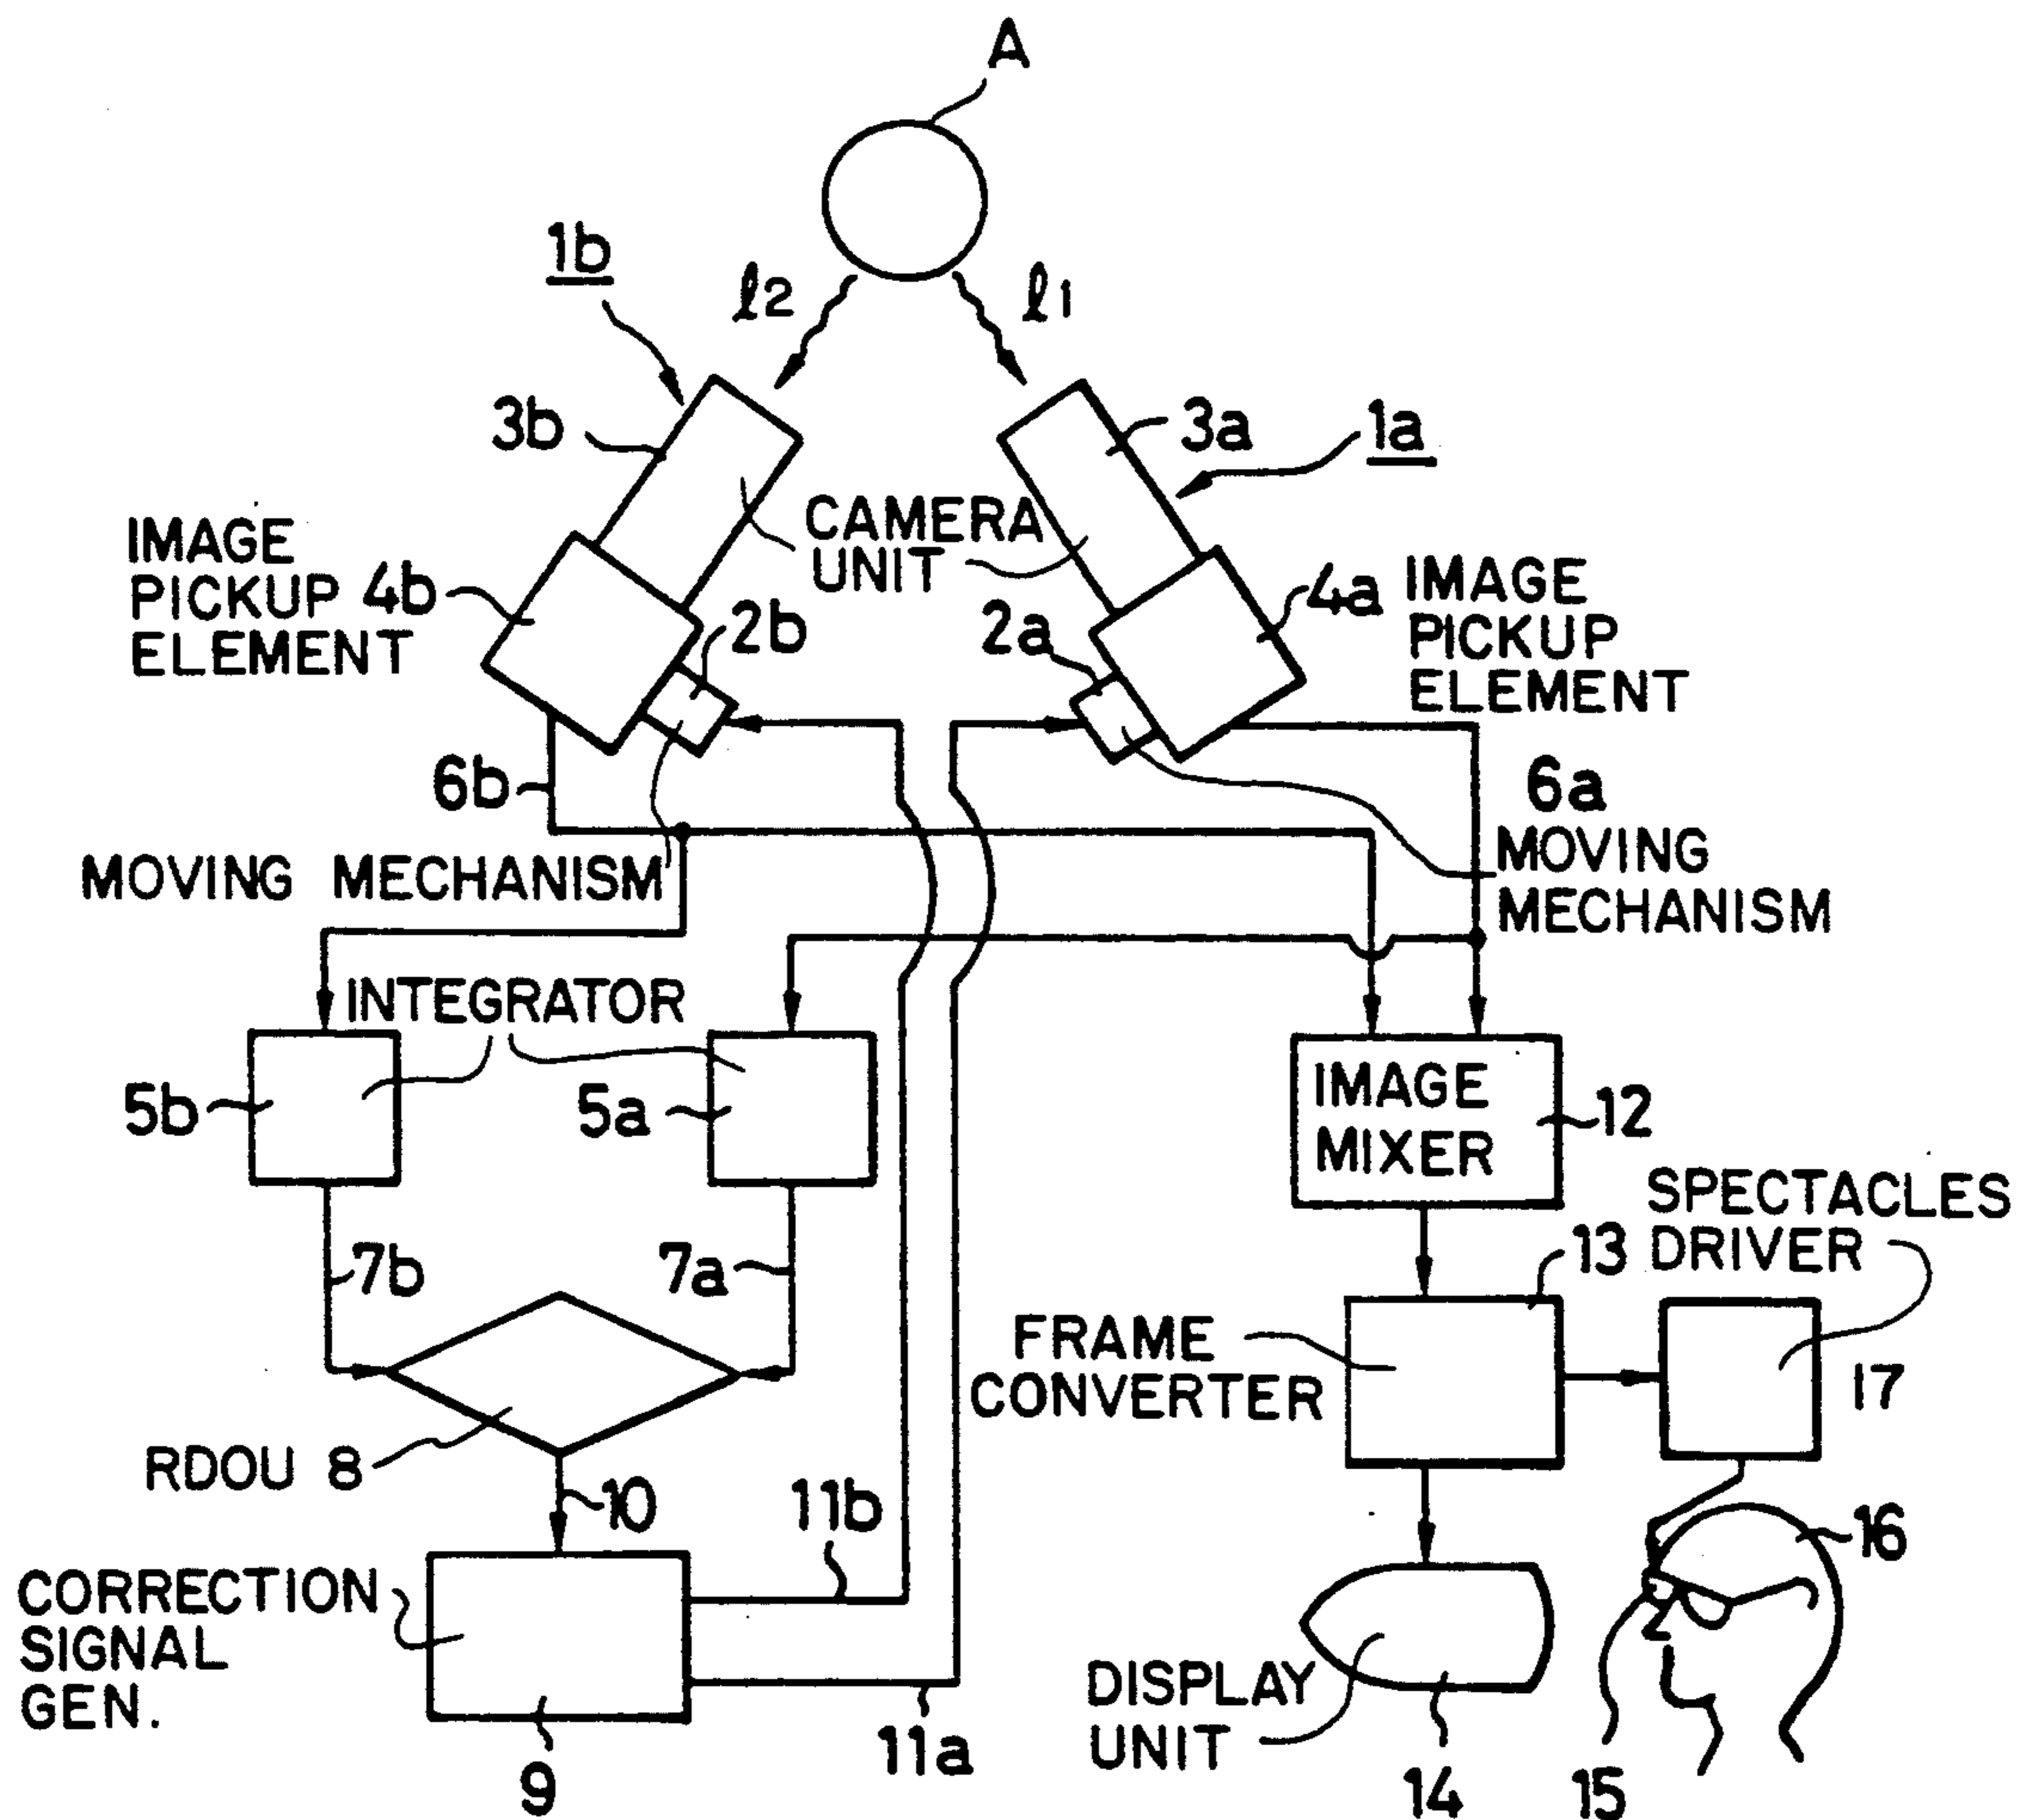 A
1b
ℓ2
ℓ1
3b
3a
1a
CAMERA
UNIT
IMAGE
PICKUP
ELEMENT
4b
2b
2a
4a
IMAGE
PICKUP
ELEMENT
6b
6a
MOVING MECHANISM
MOVING
MECHANISM
INTEGRATOR
5b
5a
IMAGE
MIXER
12
7b
7a
SPECTACLES
DRIVER
13
FRAME
CONVERTER
17
RDOU 8
10
11b
16
CORRECTION
SIGNAL
GEN.
9
11a
DISPLAY
UNIT
14
15